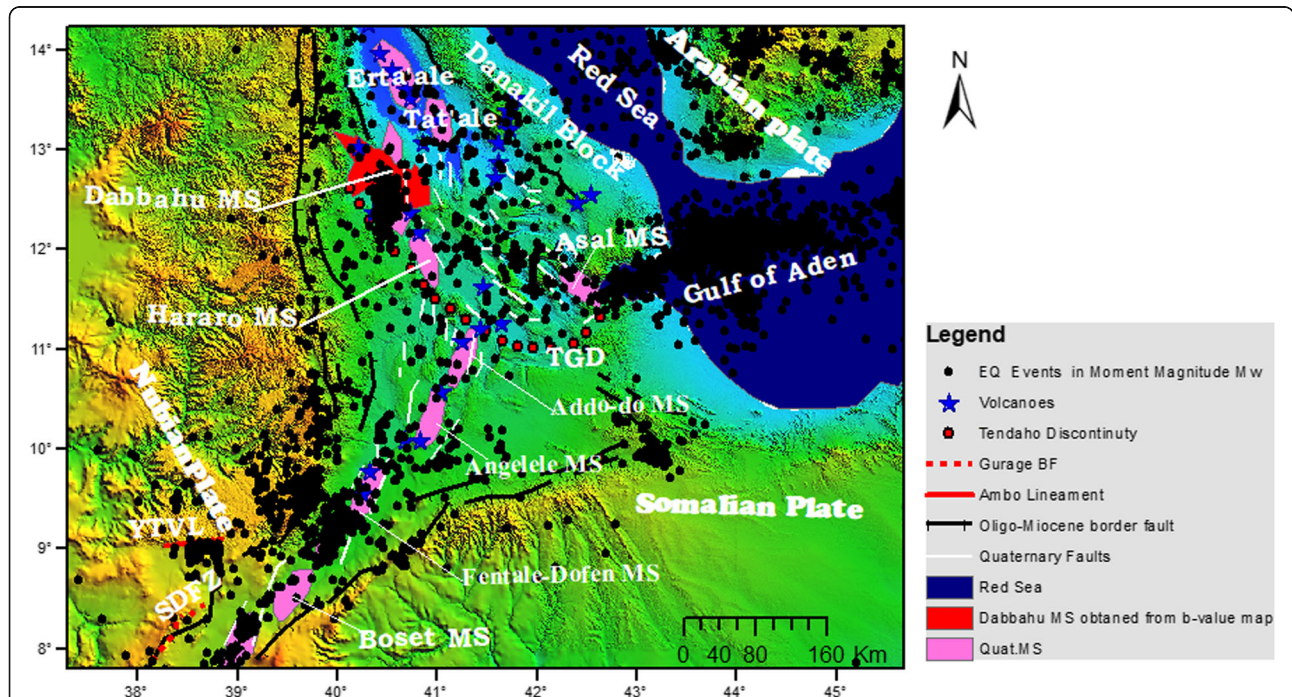 14°
13°
12°
11°
10°
9°
8°
38°
39°
40°
41°
42°
43°
44°
45°
Erta'ale
Tat'ale
Danakil Block
Red Sea
Arabian plate
Dabbahu MS
Asal MS
Gulf of Aden
Hararo MS
TGD
Addo-do MS
Angelele MS
Nubian Plate
Somalian Plate
YTVL
Fentale-Dofen MS
SDFZ
Boset MS
0 40 80 160 Km
N
Legend
EQ Events in Moment Magnitude Mw
Volcanoes
Tendaho Discontinuty
Gurage BF
Ambo Lineament
Oligo-Miocene border fault
Quaternary Faults
Red Sea
Dabbahu MS obtaned from b-value map
Quat.MS